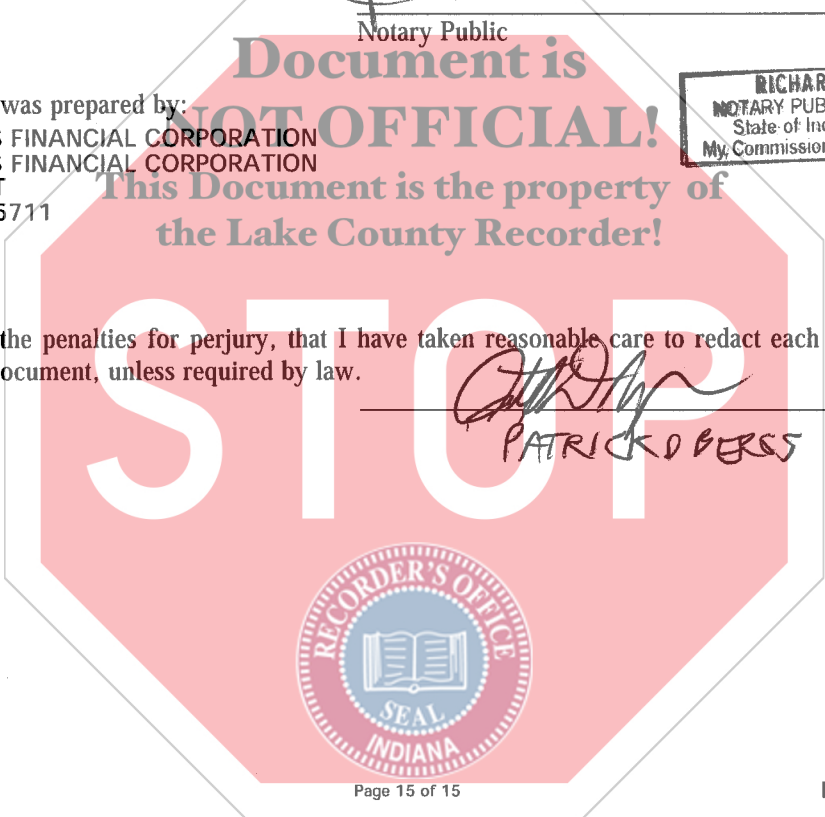 Notary Public
Document is
RICHAR
NOTARY PUB
was prepared by:
NOT OFFICIAL!
State of Inc
S FINANCIAL CORPORATION
My Commission
S FINANCIAL CORPORATION
T
This Document is the property of
5711
the Lake County Recorder!
STOP
the penalties for perjury, that I have taken reasonable care to redact each
ocument, unless required by law.
PATRICK D BERGS
RECORDER'S OFFICE
SEAL
INDIANA
Page 15 of 15